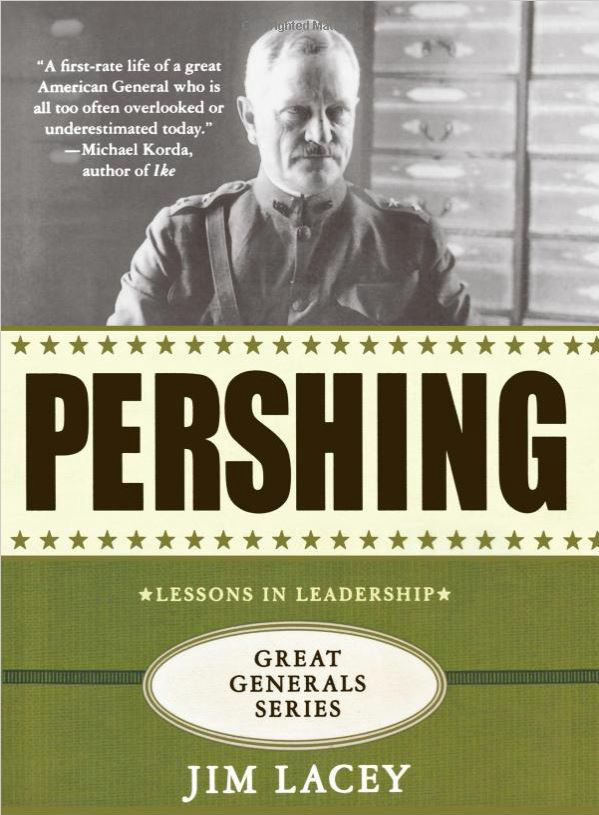 “A first-rate life of a great
American General who is
all too often overlooked or
underestimated today.”
—Michael Korda,
author of Ike
PERSHING
★LESSONS IN LEADERSHIP★
GREAT
GENERALS
SERIES
JIM LACEY